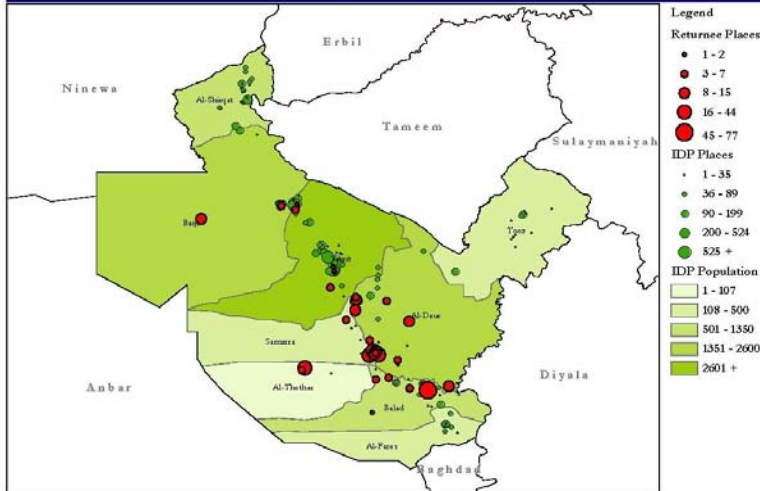 Erbil
Ninewa
Al-Shirqat
Tameem
Sulaymaniyah
Tooz
Al-Daur
Samarra
Anbar
Al-Tharthar
Diyala
Balad
Al-Fares
Baghdad
Legend
Returnee Places
1 - 2
3 - 7
8 - 15
16 - 44
45 - 77
IDP Places
1 - 35
36 - 89
90 - 199
200 - 524
525 +
IDP Population
1 - 107
108 - 500
501 - 1350
1351 - 2600
2601 +